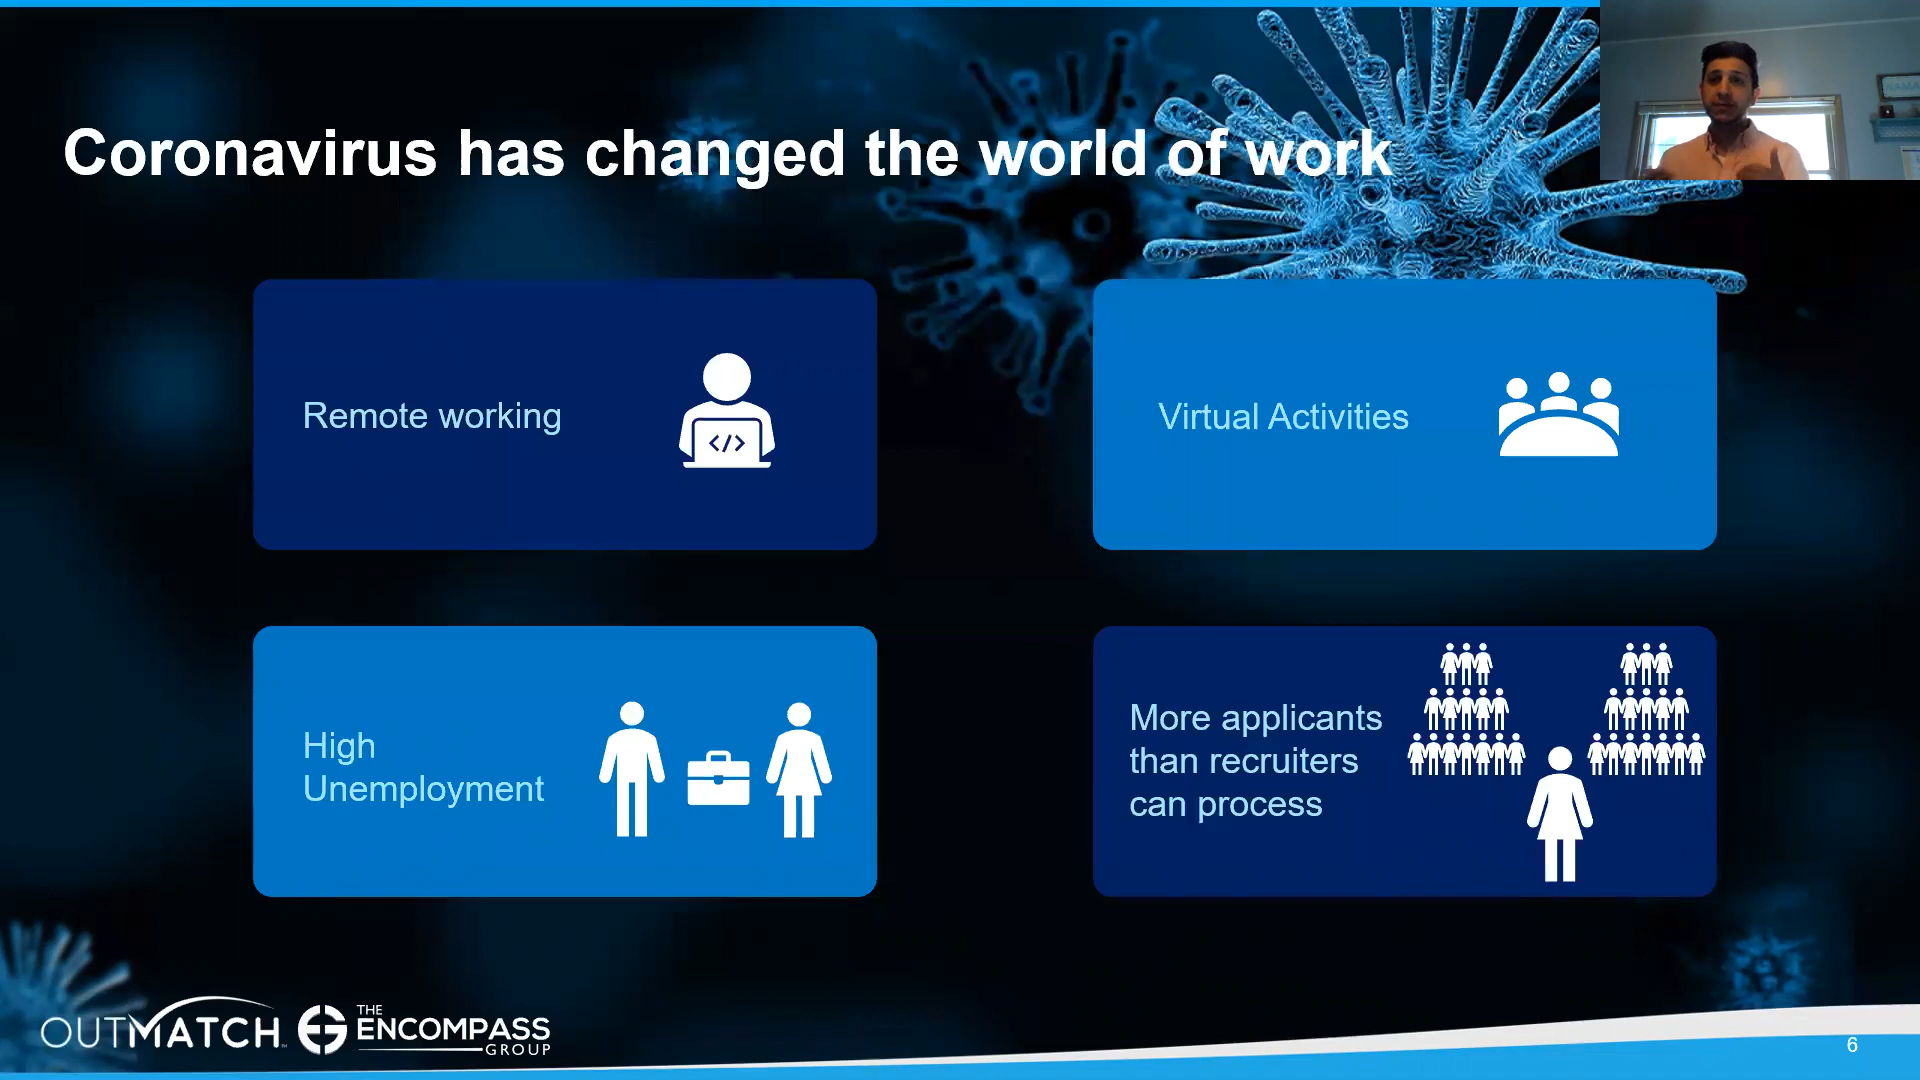 Coronavirus has changed the world of work
Remote working
</>
Virtual Activities
High
Unemployment
More applicants
than recruiters
can process
OUTMATCH
THE
ENCOMPASS
GROUP
6